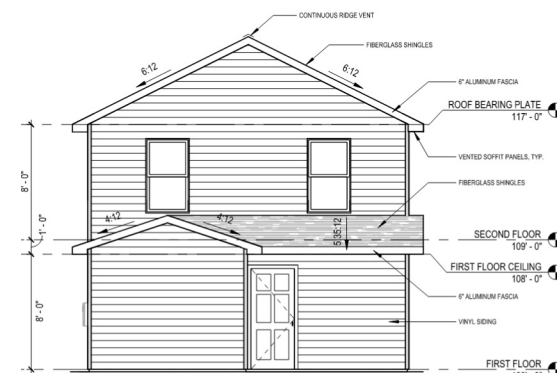 CONTINUOUS RIDGE VENT
FIBERGLASS SHINGLES
6:12
6:12
6" ALUMINUM FASCIA
ROOF BEARING PLATE
117' - 0"
VENTED SOFFIT PANELS, TYP.
8' - 0"
FIBERGLASS SHINGLES
4:12
4:12
5.35:12
1' - 0"
SECOND FLOOR
109' - 0"
FIRST FLOOR CEILING
108' - 0"
6" ALUMINUM FASCIA
8' - 0"
VINYL SIDING
FIRST FLOOR